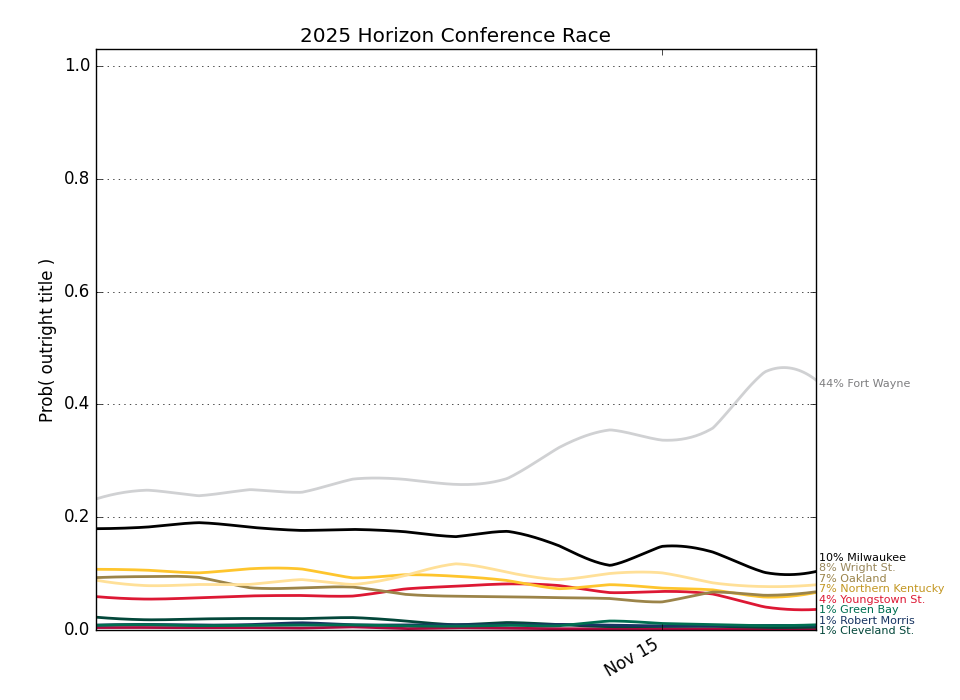 2025 Horizon Conference Race
Prob( outright title )
1.0
0.8
0.6
0.4
0.2
0.0
Nov 15
44% Fort Wayne
10% Milwaukee
8% Wright St.
7% Oakland
7% Northern Kentucky
4% Youngstown St.
1% Green Bay
1% Robert Morris
1% Cleveland St.